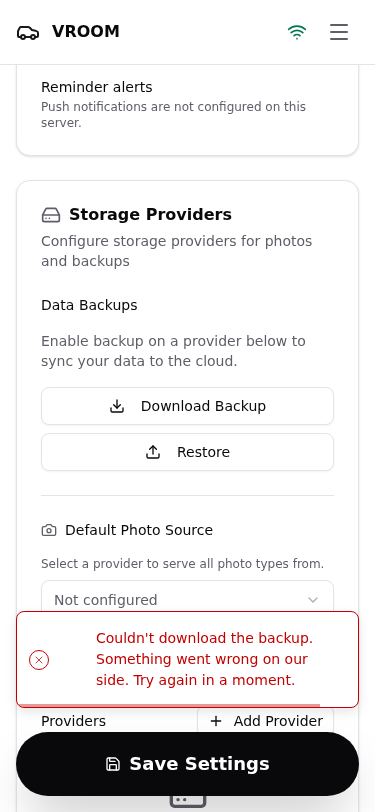 VROOM
Reminder alerts
Push notifications are not configured on this
server.
Storage Providers
Configure storage providers for photos
and backups
Data Backups
Enable backup on a provider below to
sync your data to the cloud.
Download Backup
Restore
Default Photo Source
Select a provider to serve all photo types from.
Not configured
Couldn't download the backup.
Something went wrong on our
side. Try again in a moment.
Providers
Add Provider
Save Settings